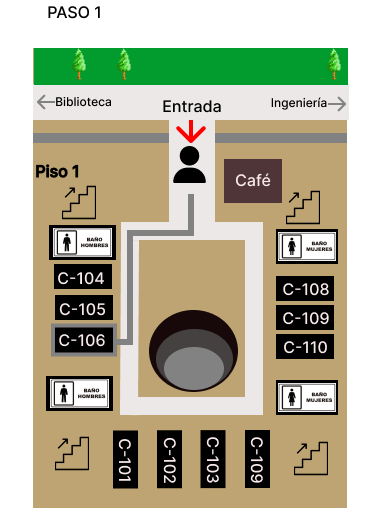 PASO 1
Biblioteca
Entrada
Ingeniería
Piso 1
Café
BAÑO
HOMBRES
BAÑO
MUJERES
C-104
C-105
C-106
C-108
C-109
C-110
BAÑO
HOMBRES
BAÑO
MUJERES
C-101
C-102
C-103
C-109